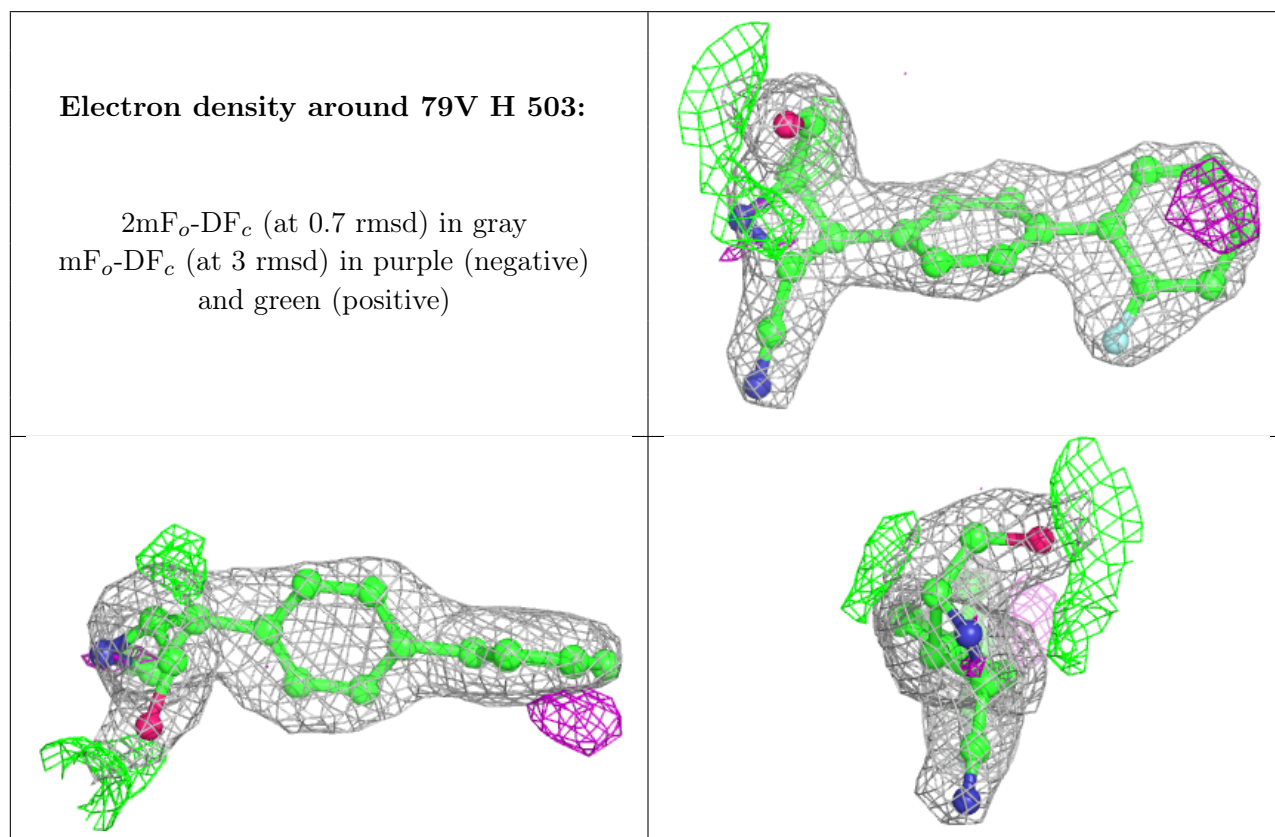 Electron density around 79V H 503:
2mFo-DFc (at 0.7 rmsd) in gray
mFo-DFc (at 3 rmsd) in purple (negative)
and green (positive)